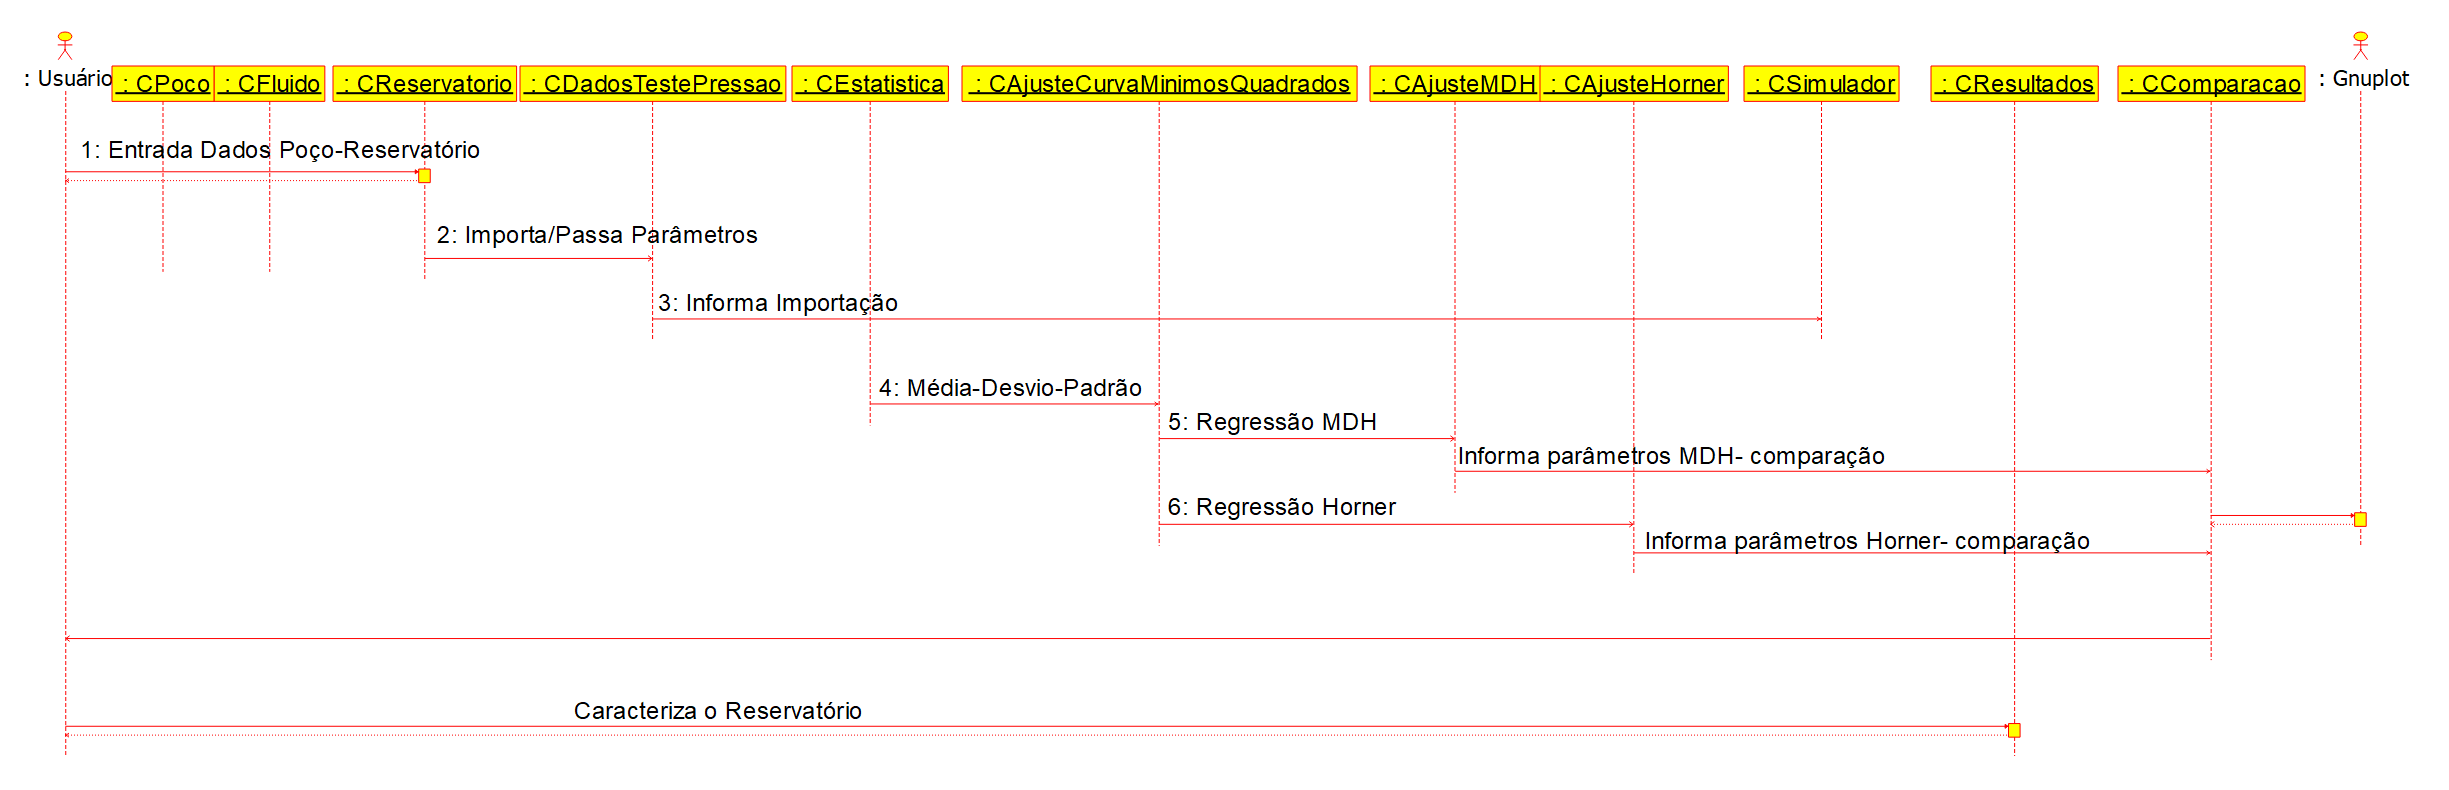 : Usuário
: CPoco
: CFluido
: CReservatorio
: CDadosTestePressao
: CEstatistica
: CAjusteCurvaMinimosQuadrados
: CAjusteMDH
: CAjusteHorner
: CSimulador
: CResultados
: CComparacao
: Gnuplot
1: Entrada Dados Poço-Reservatório
2: Importa/Passa Parâmetros
3: Informa Importação
4: Média-Desvio-Padrão
5: Regressão MDH
Informa parâmetros MDH- comparação
6: Regressão Horner
Informa parâmetros Horner- comparação
Caracteriza o Reservatório